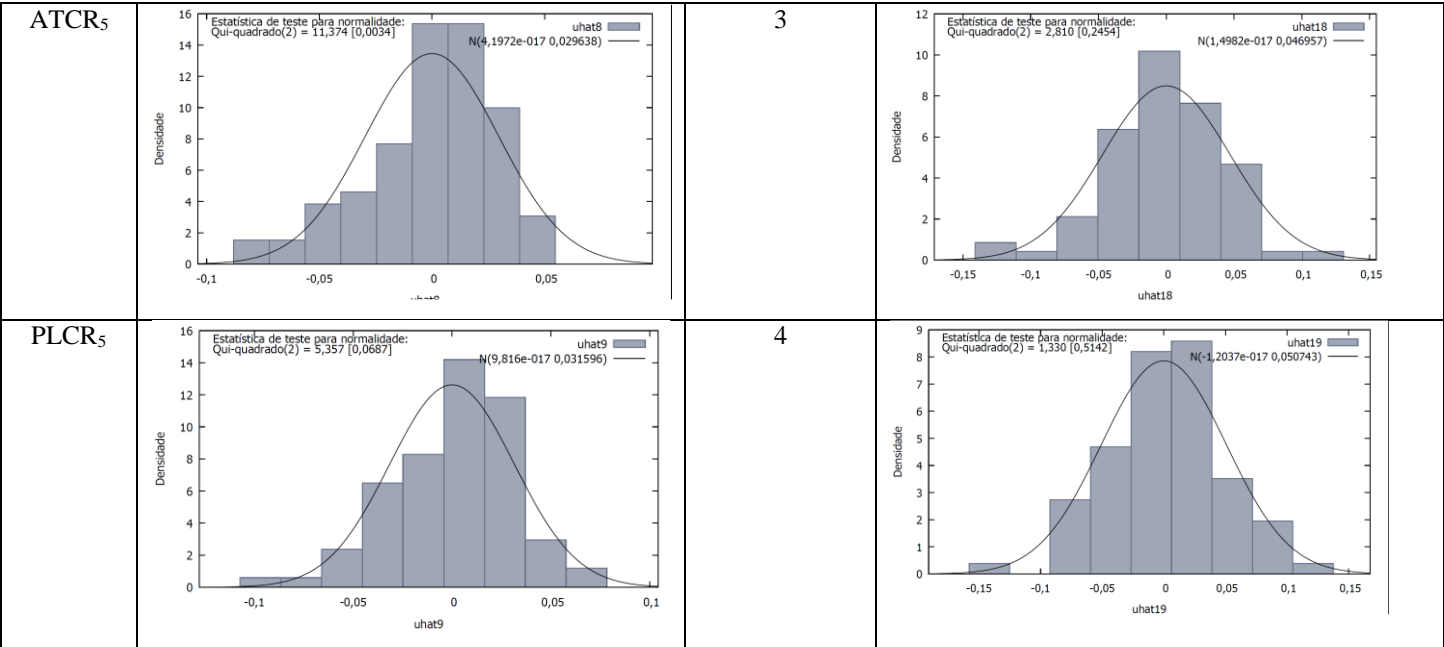 ATCR₅
Estatística de teste para normalidade:
Qui-quadrado(2) = 11,374 [0,0034]
uhat8
N(4,1972e-017 0,029638)
16
14
12
10
8
6
4
2
0
Densidade
-0,1
-0,05
0
0,05
3
Estatística de teste para normalidade:
Qui-quadrado(2) = 2,810 [0,2454]
uhat18
N(1,4982e-017 0,046957)
12
10
8
6
4
2
0
Densidade
-0,15
-0,1
-0,05
0
0,05
0,1
0,15
uhat18
PLCR₅
Estatística de teste para normalidade:
Qui-quadrado(2) = 5,357 [0,0687]
uhat9
N(9,816e-017 0,031596)
16
14
12
10
8
6
4
2
0
Densidade
-0,1
-0,05
0
0,05
0,1
uhat9
4
Estatística de teste para normalidade:
Qui-quadrado(2) = 1,330 [0,5142]
uhat19
N(-1,2037e-017 0,050743)
9
8
7
6
5
4
3
2
1
0
Densidade
-0,15
-0,1
-0,05
0
0,05
0,1
0,15
uhat19